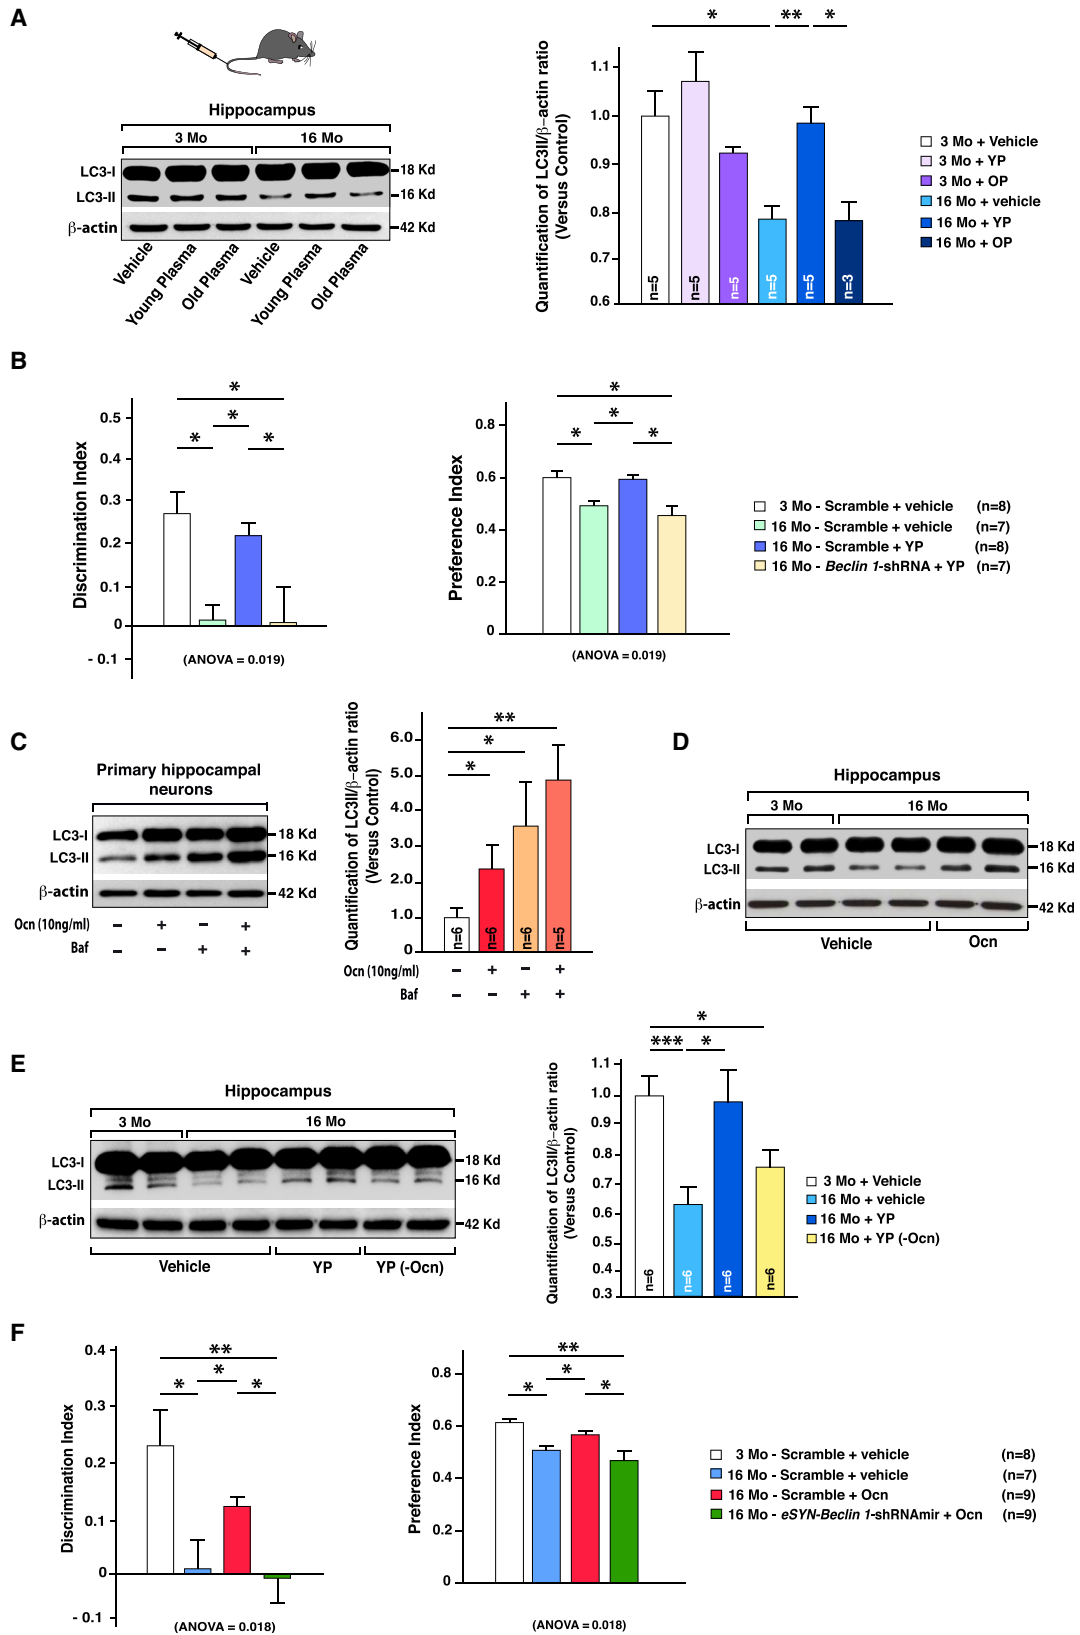 A
Hippocampus
3 Mo
16 Mo
LC3-I
18 Kd
LC3-II
16 Kd
β-actin
42 Kd
Vehicle
Young Plasma
Old Plasma
Vehicle
Young Plasma
Old Plasma
Quantification of LC3II/β-actin ratio
(Versus Control)
1.1
1.0
0.9
0.8
0.7
0.6
*
**
*
n=5
n=5
n=5
n=5
n=5
n=3
3 Mo + Vehicle
3 Mo + YP
3 Mo + OP
16 Mo + vehicle
16 Mo + YP
16 Mo + OP
B
Discrimination Index
0.5
0.4
0.3
0.2
0.1
0
- 0.1
*
*
*
*
(ANOVA = 0.019)
Preference Index
0.8
0.6
0.4
0.2
0
*
*
*
*
(ANOVA = 0.019)
3 Mo - Scramble + vehicle (n=8)
16 Mo - Scramble + vehicle (n=7)
16 Mo - Scramble + YP (n=8)
16 Mo - Beclin 1-shRNA + YP (n=7)
C
Primary hippocampal
neurons
LC3-I
18 Kd
LC3-II
16 Kd
β-actin
42 Kd
Ocn (10ng/ml) − + − +
Baf − − + +
Quantification of LC3II/β-actin ratio
(Versus Control)
6.0
5.0
4.0
3.0
2.0
1.0
0
**
*
*
n=6
n=6
n=6
n=5
Ocn (10ng/ml) − + − +
Baf − − + +
D
Hippocampus
3 Mo
16 Mo
LC3-I
18 Kd
LC3-II
16 Kd
β-actin
42 Kd
Vehicle
Ocn
E
Hippocampus
3 Mo
16 Mo
LC3-I
18 Kd
LC3-II
16 Kd
β-actin
42 Kd
Vehicle
YP
YP (-Ocn)
Quantification of LC3II/β-actin ratio
(Versus Control)
1.1
1.0
0.9
0.8
0.7
0.6
0.5
0.4
0.3
*
***
*
n=6
n=6
n=6
n=6
3 Mo + Vehicle
16 Mo + vehicle
16 Mo + YP
16 Mo + YP (-Ocn)
F
Discrimination Index
0.4
0.3
0.2
0.1
0
- 0.1
**
*
*
*
(ANOVA = 0.018)
Preference Index
0.8
0.6
0.4
0.2
0
**
*
*
*
(ANOVA = 0.018)
3 Mo - Scramble + vehicle (n=8)
16 Mo - Scramble + vehicle (n=7)
16 Mo - Scramble + Ocn (n=9)
16 Mo - eSYN-Beclin 1-shRNAmir + Ocn (n=9)